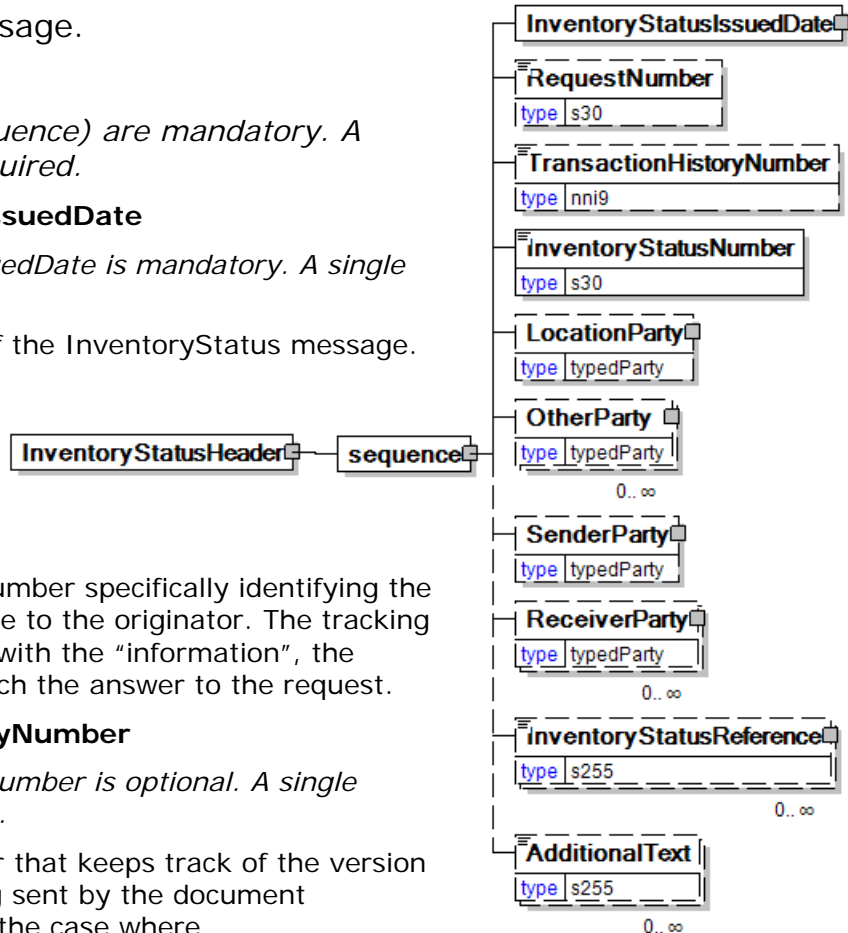 sage.
uence) are mandatory. A
uired.
ssuedDate
uedDate is mandatory. A single
f the InventoryStatus message.
umber specifically identifying the
e to the originator. The tracking
with the “information”, the
ch the answer to the request.
yNumber
umber is optional. A single
.
r that keeps track of the version
g sent by the document
the case where
InventoryStatusHeader
sequence
InventoryStatusIssuedDate
RequestNumber
type s30
TransactionHistoryNumber
type nni9
InventoryStatusNumber
type s30
LocationParty
type typedParty
OtherParty
type typedParty
0.. ∞
SenderParty
type typedParty
ReceiverParty
type typedParty
0.. ∞
InventoryStatusReference
type s255
0.. ∞
AdditionalText
type s255
0.. ∞